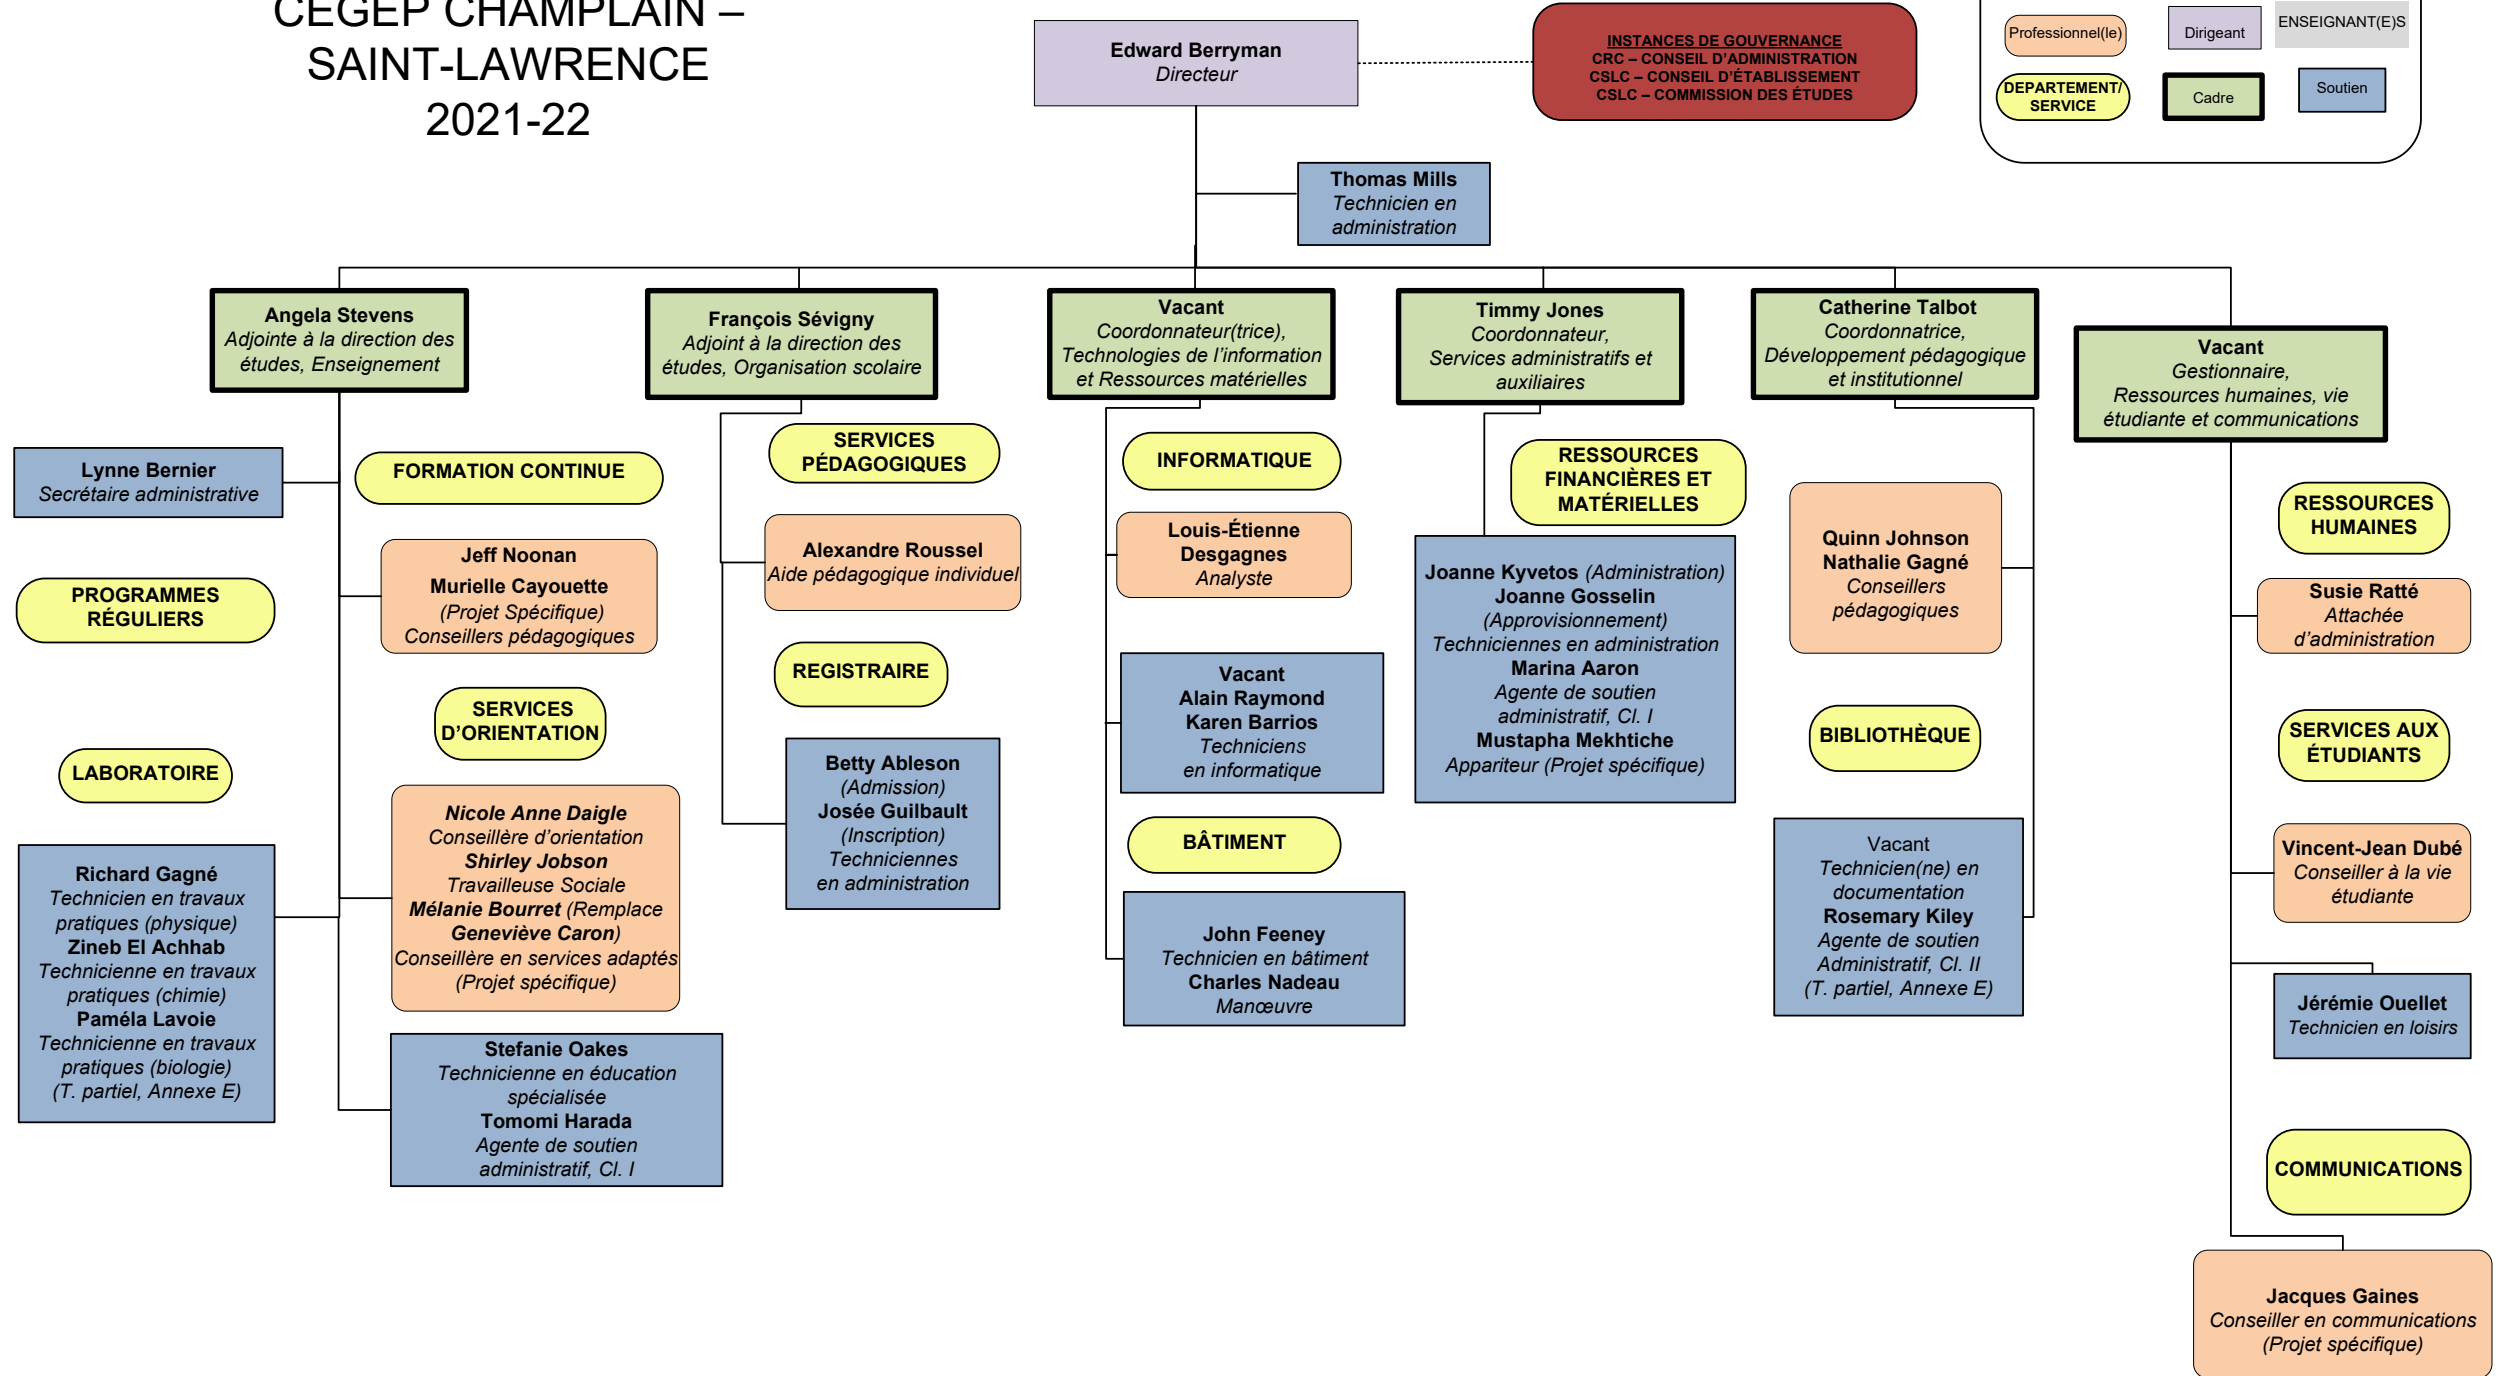 CEGEP CHAMPLAIN –
SAINT-LAWRENCE
2021-22
Edward Berryman
Directeur
INSTANCES DE GOUVERNANCE
CRC – CONSEIL D’ADMINISTRATION
CSLC – CONSEIL D’ÉTABLISSEMENT
CSLC – COMMISSION DES ÉTUDES
Professionnel(le)
Dirigeant
ENSEIGNANT(E)S
DEPARTEMENT/
SERVICE
Cadre
Soutien
Thomas Mills
Technicien en
administration
Angela Stevens
Adjointe à la direction des
études, Enseignement
Lynne Bernier
Secrétaire administrative
FORMATION CONTINUE
Jeff Noonan
Murielle Cayouette
(Projet Spécifique)
Conseillers pédagogiques
PROGRAMMES
RÉGULIERS
SERVICES
D’ORIENTATION
LABORATOIRE
Nicole Anne Daigle
Conseillère d’orientation
Shirley Jobson
Travailleuse Sociale
Mélanie Bourret (Remplace
Geneviève Caron)
Conseillère en services adaptés
(Projet spécifique)
Richard Gagné
Technicien en travaux
pratiques (physique)
Zineb El Achhab
Technicienne en travaux
pratiques (chimie)
Paméla Lavoie
Technicienne en travaux
pratiques (biologie)
(T. partiel, Annexe E)
Stefanie Oakes
Technicienne en éducation
spécialisée
Tomomi Harada
Agente de soutien
administratif, Cl. I
François Sévigny
Adjoint à la direction des
études, Organisation scolaire
SERVICES
PÉDAGOGIQUES
Alexandre Roussel
Aide pédagogique individuel
REGISTRAIRE
Betty Ableson
(Admission)
Josée Guilbault
(Inscription)
Techniciennes
en administration
Vacant
Coordonnateur(trice),
Technologies de l’information
et Ressources matérielles
INFORMATIQUE
Louis-Étienne
Desgagnes
Analyste
Vacant
Alain Raymond
Karen Barrios
Techniciens
en informatique
BÂTIMENT
John Feeney
Technicien en bâtiment
Charles Nadeau
Manœuvre
Timmy Jones
Coordonnateur,
Services administratifs et
auxiliaires
RESSOURCES
FINANCIÈRES ET
MATÉRIELLES
Joanne Kyvetos (Administration)
Joanne Gosselin
(Approvisionnement)
Techniciennes en administration
Marina Aaron
Agente de soutien
administratif, Cl. I
Mustapha Mekhtiche
Appariteur (Projet spécifique)
Catherine Talbot
Coordonnatrice,
Développement pédagogique
et institutionnel
Quinn Johnson
Nathalie Gagné
Conseillers
pédagogiques
BIBLIOTHÈQUE
Vacant
Technicien(ne) en
documentation
Rosemary Kiley
Agente de soutien
Administratif, Cl. II
(T. partiel, Annexe E)
Vacant
Gestionnaire,
Ressources humaines, vie
étudiante et communications
RESSOURCES
HUMAINES
Susie Ratté
Attachée
d’administration
SERVICES AUX
ÉTUDIANTS
Vincent-Jean Dubé
Conseiller à la vie
étudiante
Jérémie Ouellet
Technicien en loisirs
COMMUNICATIONS
Jacques Gaines
Conseiller en communications
(Projet spécifique)